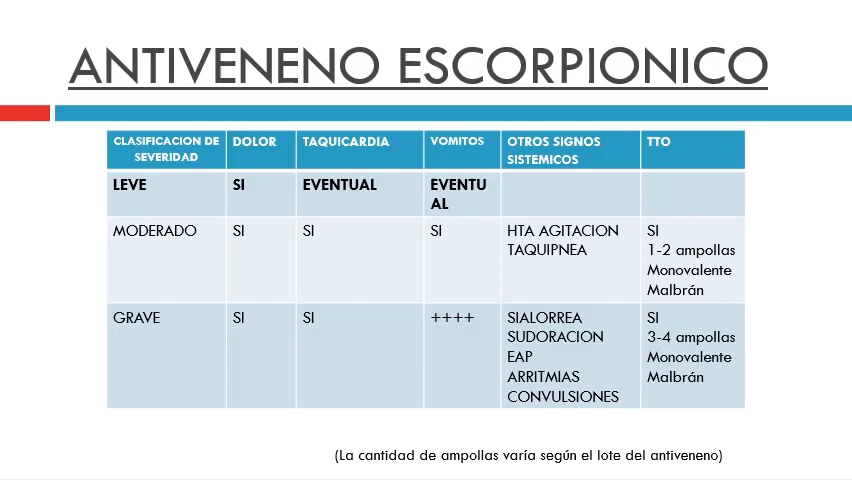 ANTIVENENO ESCORPIONICO
CLASIFICACION DE SEVERIDAD DOLOR TAQUICARDIA VOMITOS OTROS SIGNOS SISTEMICOS TTO
LEVE SI EVENTUAL EVENTU
AL
MODERADO SI SI SI HTA AGITACION SI
TAQUIPNEA 1-2 ampollas
Monovalente
Malbrán
GRAVE SI SI ++++ SIALORREA SI
SUDORACION 3-4 ampollas
EAP Monovalente
ARRITMIAS Malbrán
CONVULSIONES
(La cantidad de ampollas varía según el lote del antiveneno)